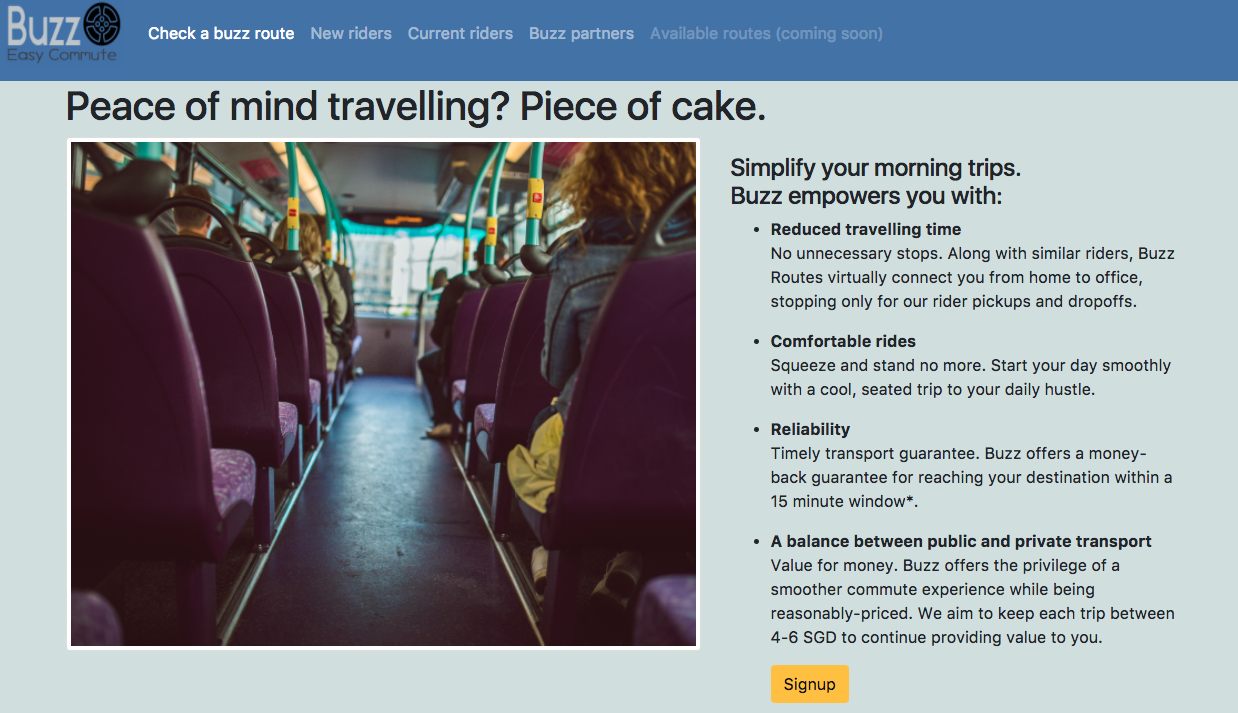 Buzz
Easy Commute
Check a buzz route
New riders
Current riders
Buzz partners
Available routes (coming soon)
Peace of mind travelling? Piece of cake.
Simplify your morning trips.
Buzz empowers you with:
• Reduced travelling time
No unnecessary stops. Along with similar riders, Buzz
Routes virtually connect you from home to office,
stopping only for our rider pickups and dropoffs.
• Comfortable rides
Squeeze and stand no more. Start your day smoothly
with a cool, seated trip to your daily hustle.
• Reliability
Timely transport guarantee. Buzz offers a money-
back guarantee for reaching your destination within a
15 minute window*.
• A balance between public and private transport
Value for money. Buzz offers the privilege of a
smoother commute experience while being
reasonably-priced. We aim to keep each trip between
4-6 SGD to continue providing value to you.
Signup